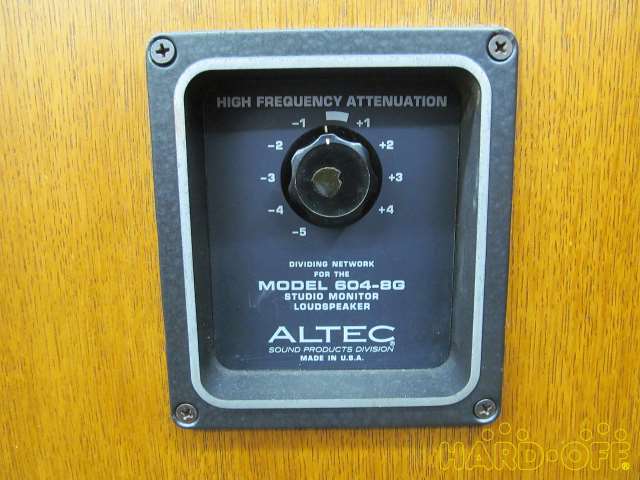 HIGH FREQUENCY ATTENUATION
-1 +1
-2 +2
-3 +3
-4 +4
-5
DIVIDING NETWORK
FOR THE
MODEL 604-8G
STUDIO MONITOR
LOUDSPEAKER
ALTEC®
SOUND PRODUCTS DIVISION
MADE IN U.S.A.
HARD·OFF®